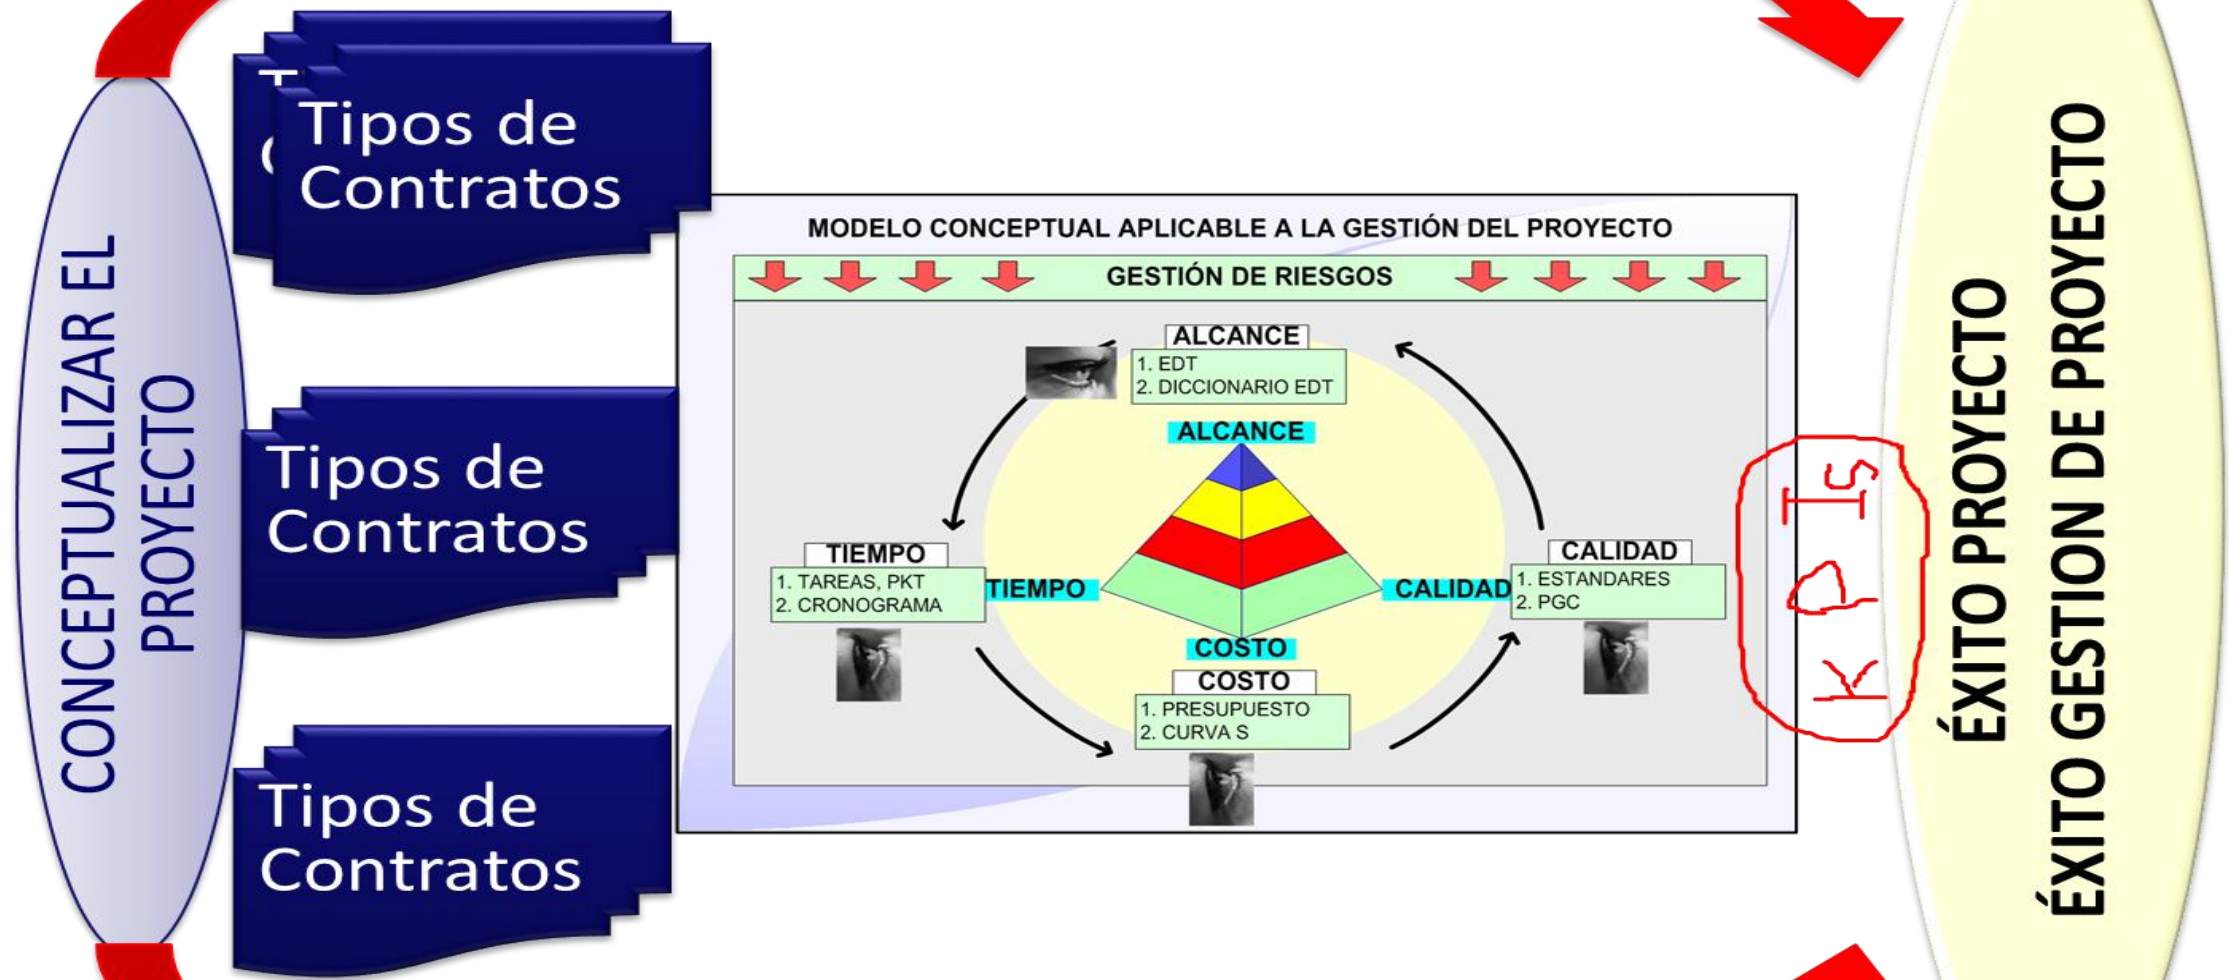 CONCEPTUALIZAR EL
PROYECTO
Tipos de
Contratos
Tipos de
Contratos
Tipos de
Contratos
MODELO CONCEPTUAL APLICABLE A LA GESTIÓN DEL PROYECTO
GESTIÓN DE RIESGOS
ALCANCE
1. EDT
2. DICCIONARIO EDT
ALCANCE
TIEMPO
1. TAREAS, PKT
2. CRONOGRAMA
TIEMPO
CALIDAD
CALIDAD
1. ESTANDARES
2. PGC
COSTO
COSTO
1. PRESUPUESTO
2. CURVA S
KPIs
ÉXITO PROYECTO
ÉXITO GESTION DE PROYECTO